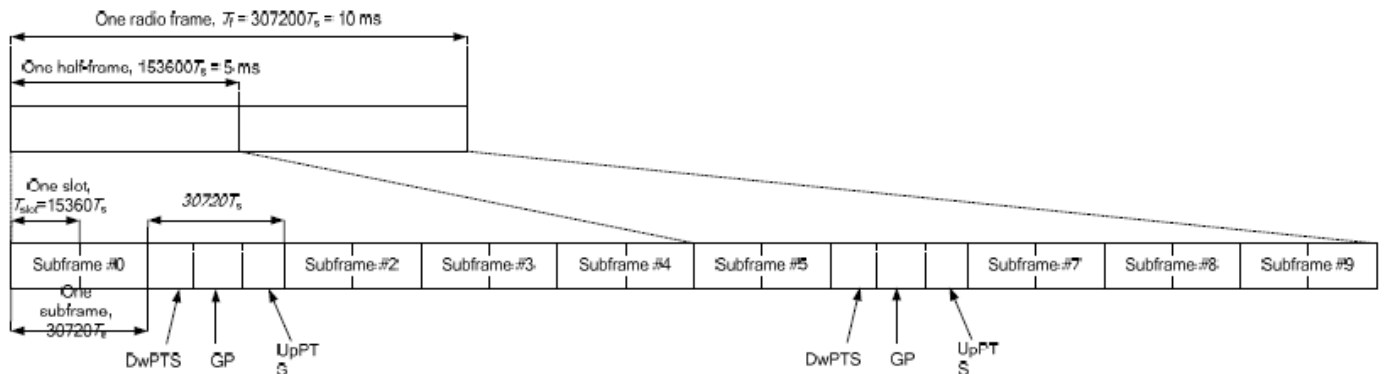 One radio frame, Tf = 307200Ts = 10 ms
One half-frame, 153600Ts = 5 ms
One slot,
Tslot=15360Ts
30720Ts
Subframe #0
Subframe #2
Subframe #3
Subframe #4
Subframe #5
Subframe #7
Subframe #8
Subframe #9
One
subframe,
30720Ts
DwPTS
GP
UpPT
S
DwPTS
GP
UpPT
S